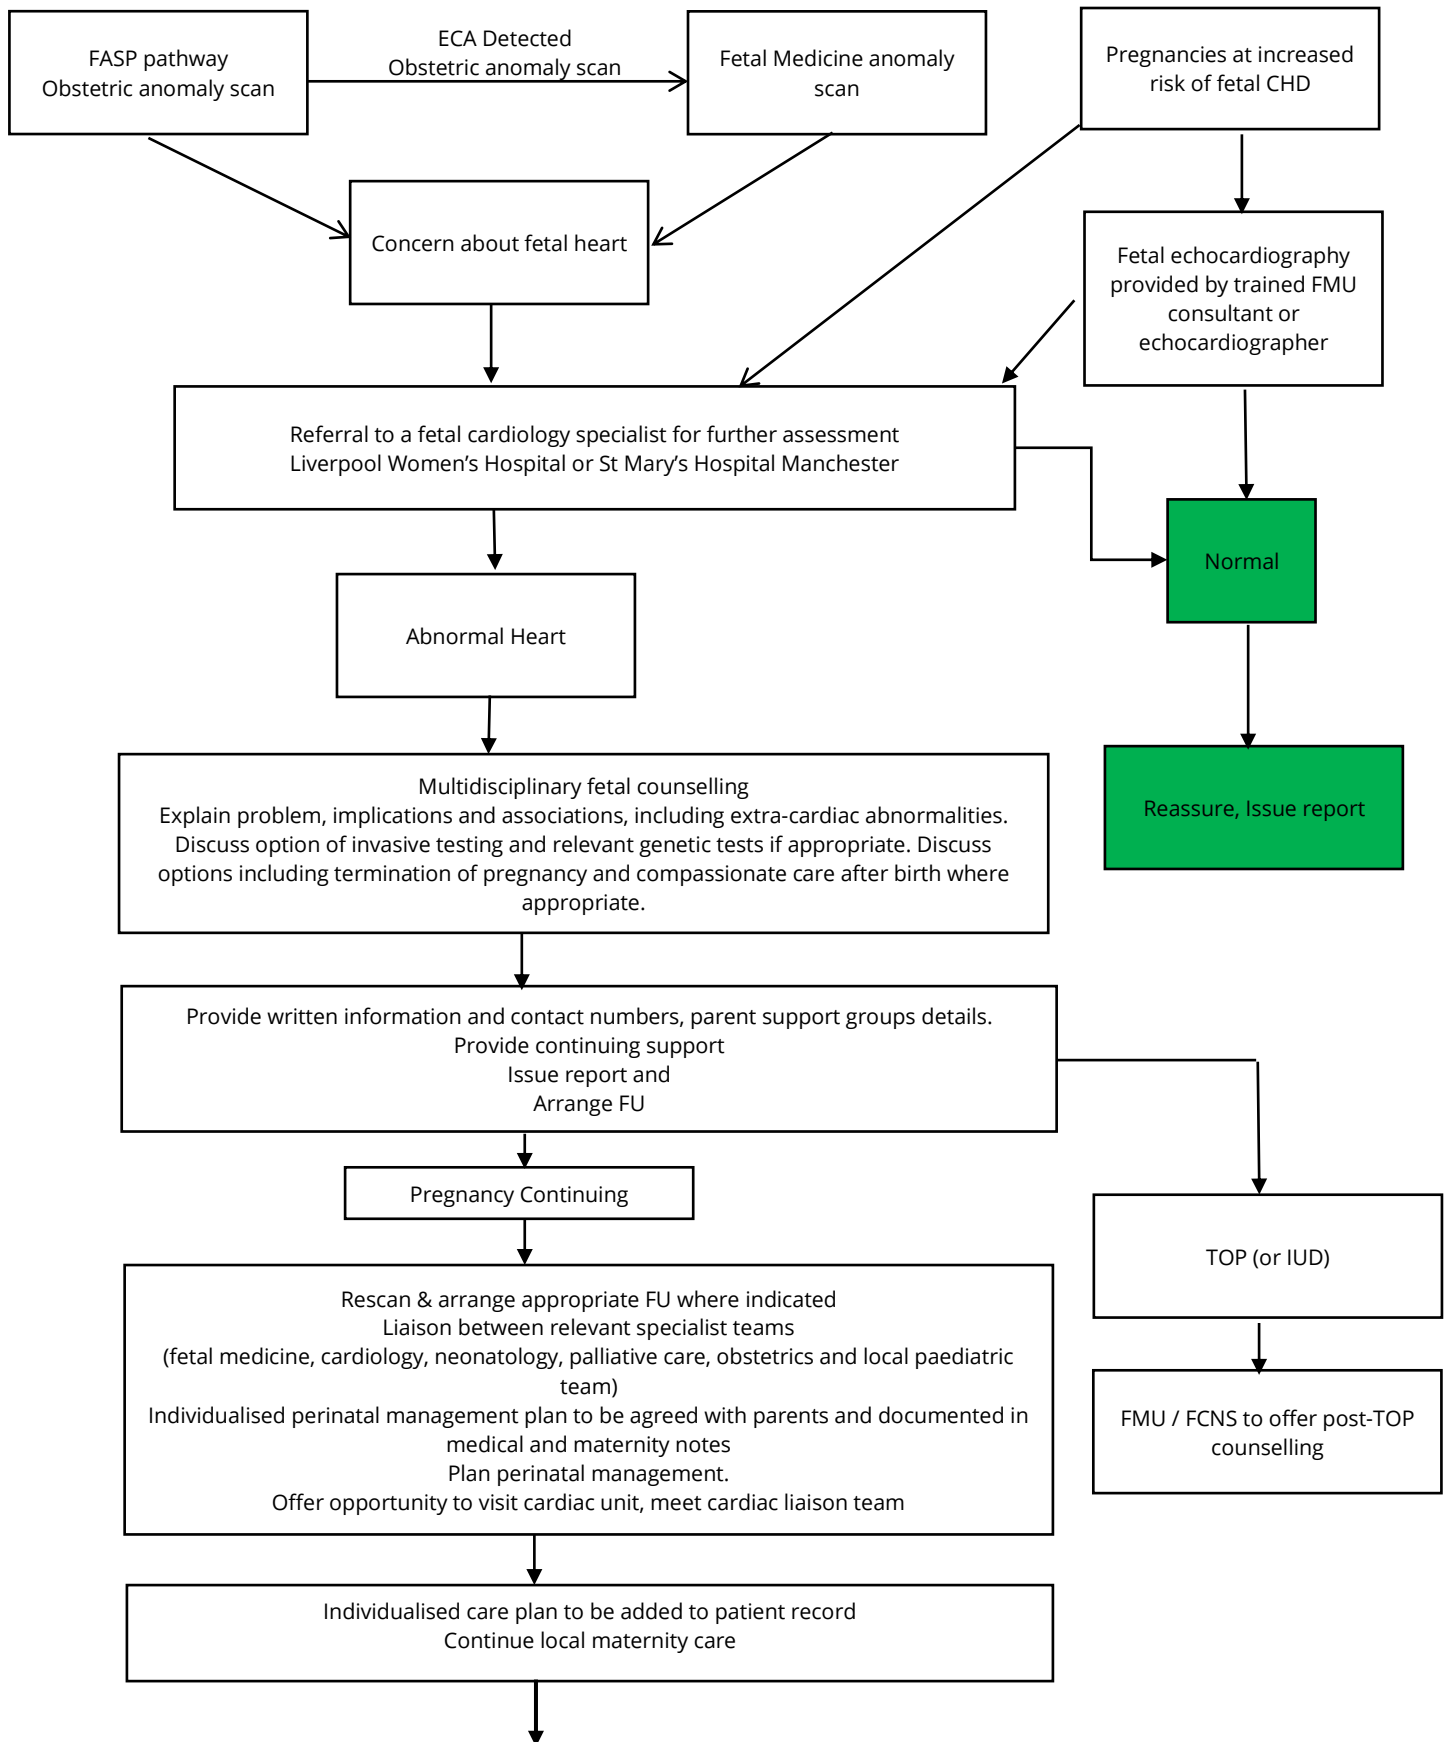 FASP pathway
Obstetric anomaly scan
ECA Detected
Obstetric anomaly scan
Fetal Medicine anomaly
scan
Pregnancies at increased
risk of fetal CHD
Concern about fetal heart
Fetal echocardiography
provided by trained FMU
consultant or
echocardiographer
Referral to a fetal cardiology specialist for further assessment
Liverpool Women’s Hospital or St Mary’s Hospital Manchester
Normal
Abnormal Heart
Reassure, Issue report
Multidisciplinary fetal counselling
Explain problem, implications and associations, including extra-cardiac abnormalities.
Discuss option of invasive testing and relevant genetic tests if appropriate. Discuss
options including termination of pregnancy and compassionate care after birth where
appropriate.
Provide written information and contact numbers, parent support groups details.
Provide continuing support
Issue report and
Arrange FU
Pregnancy Continuing
TOP (or IUD)
Rescan & arrange appropriate FU where indicated
Liaison between relevant specialist teams
(fetal medicine, cardiology, neonatology, palliative care, obstetrics and local paediatric
team)
Individualised perinatal management plan to be agreed with parents and documented in
medical and maternity notes
Plan perinatal management.
Offer opportunity to visit cardiac unit, meet cardiac liaison team
FMU / FCNS to offer post-TOP
counselling
Individualised care plan to be added to patient record
Continue local maternity care